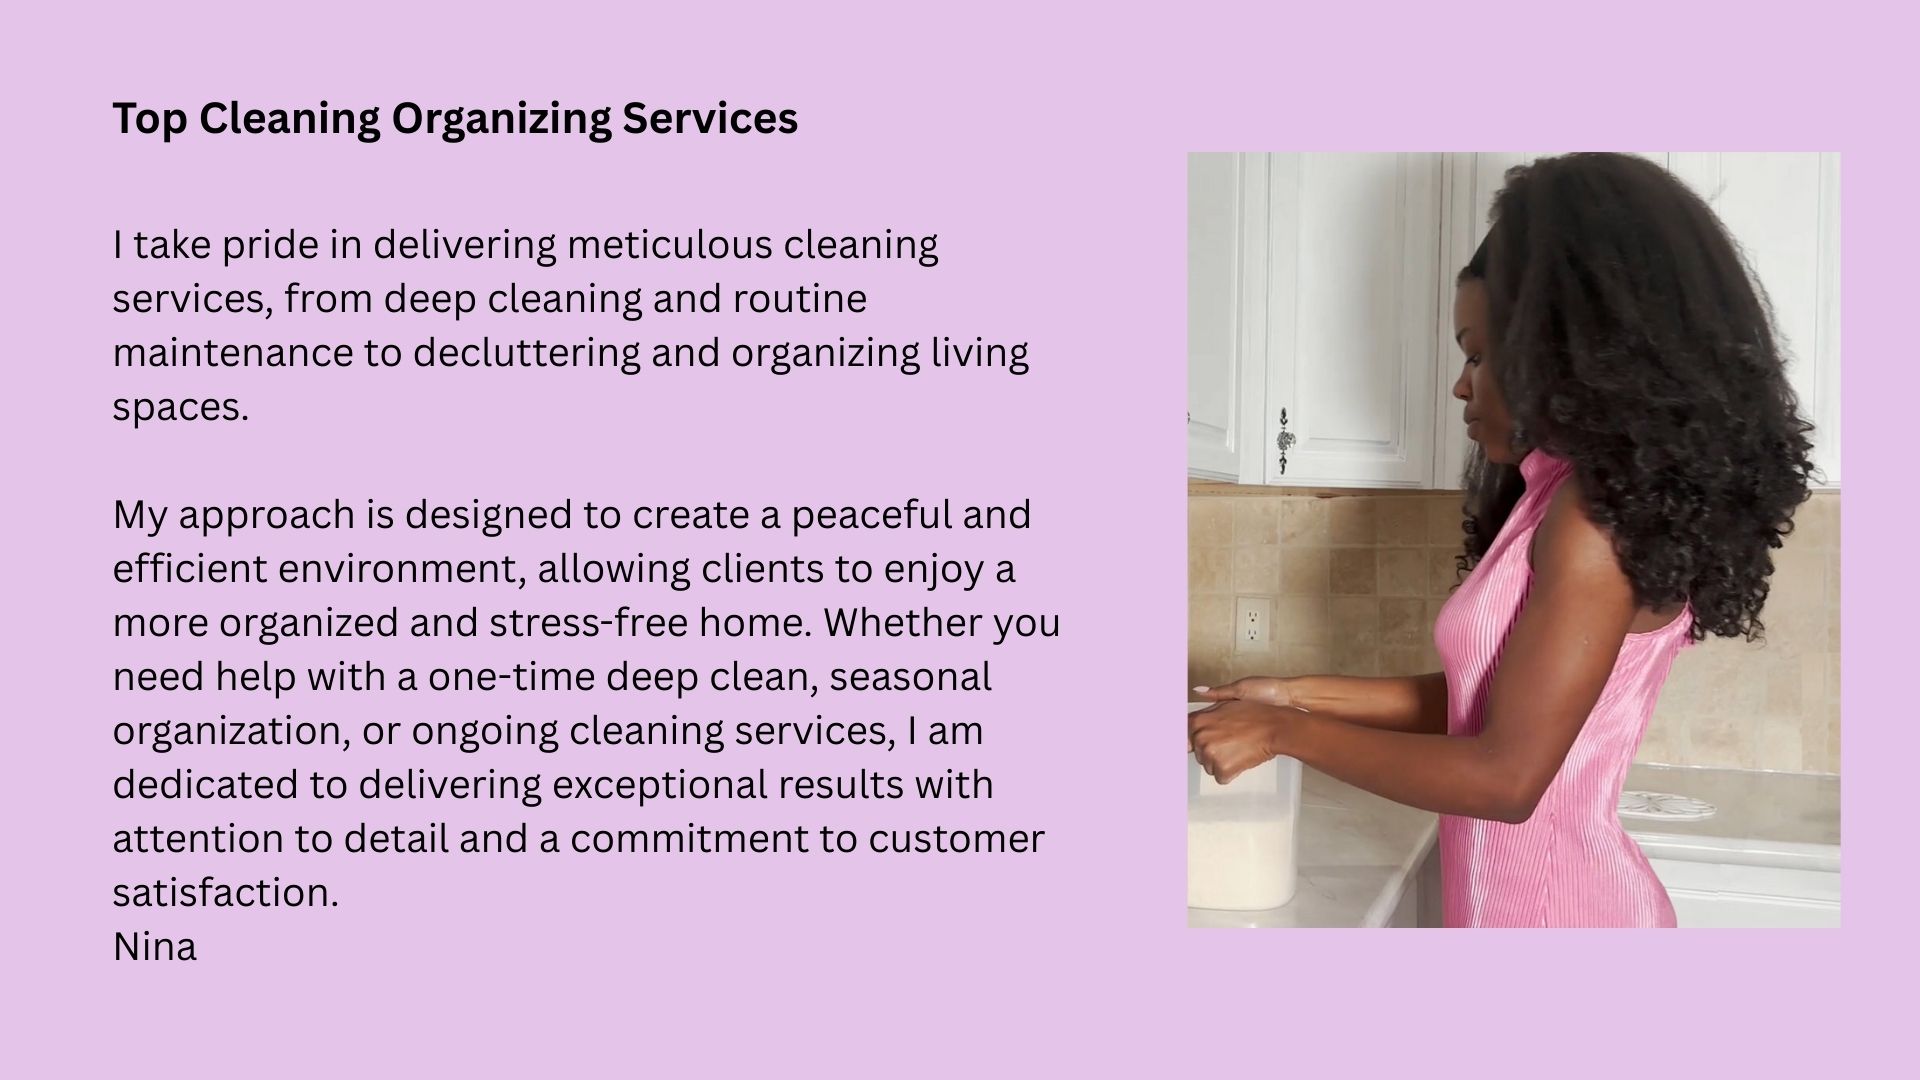 Top Cleaning Organizing Services
I take pride in delivering meticulous cleaning
services, from deep cleaning and routine
maintenance to decluttering and organizing living
spaces.
My approach is designed to create a peaceful and
efficient environment, allowing clients to enjoy a
more organized and stress-free home. Whether you
need help with a one-time deep clean, seasonal
organization, or ongoing cleaning services, I am
dedicated to delivering exceptional results with
attention to detail and a commitment to customer
satisfaction.
Nina